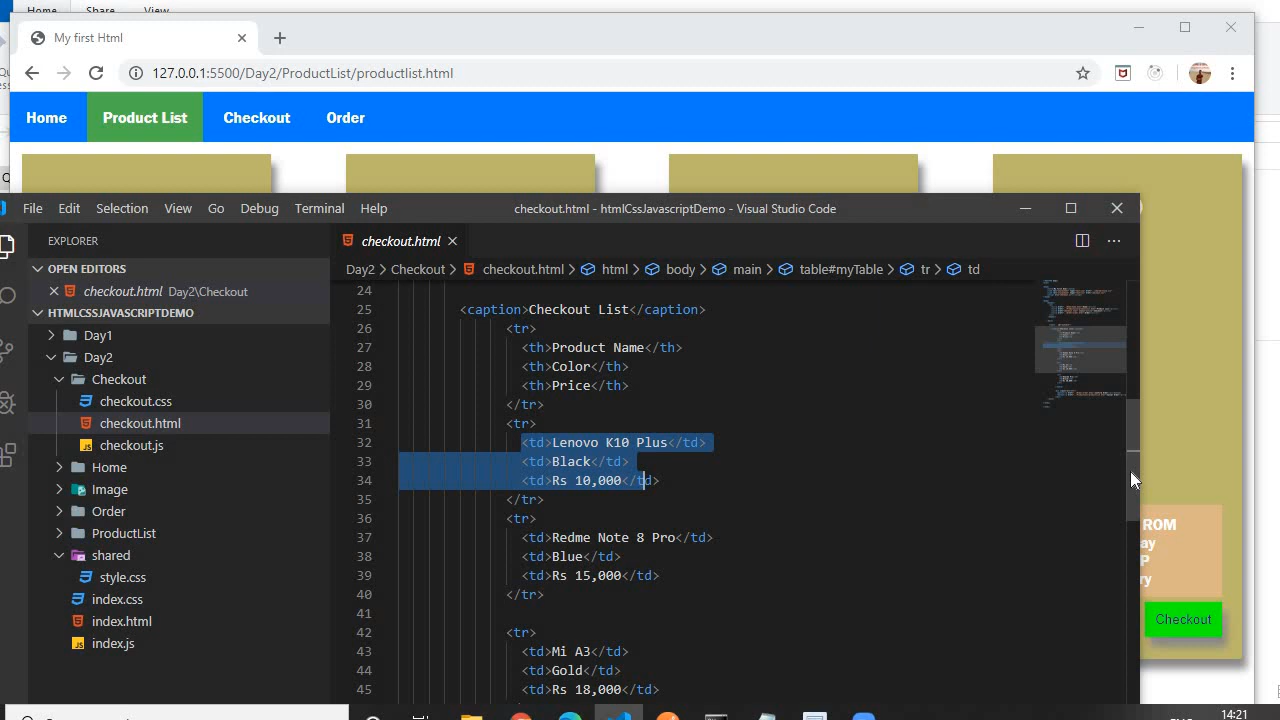 Home Share View
My first Html
127.0.0.1:5500/Day2/ProductList/productlist.html
Home Product List Checkout Order
File Edit Selection View Go Debug Terminal Help
checkout.html - htmlCssJavascriptDemo - Visual Studio Code
EXPLORER
OPEN EDITORS
checkout.html Day2\Checkout
HTMLCSSJAVASCRIPTDEMO
Day1
Day2
Checkout
checkout.css
checkout.html
checkout.js
Home
Image
Order
ProductList
shared
style.css
index.css
index.html
index.js
checkout.html
Day2 > Checkout > checkout.html > html > body > main > table#myTable > tr > td
24
25 <caption>Checkout List</caption>
26 <tr>
27 <th>Product Name</th>
28 <th>Color</th>
29 <th>Price</th>
30 </tr>
31 <tr>
32 <td>Lenovo K10 Plus</td>
33 <td>Black</td>
34 <td>Rs 10,000</td>
35 </tr>
36 <tr>
37 <td>Redme Note 8 Pro</td>
38 <td>Blue</td>
39 <td>Rs 15,000</td>
40 </tr>
41
42 <tr>
43 <td>Mi A3</td>
44 <td>Gold</td>
45 <td>Rs 18,000</td>
ROM
ay
P
ry
Checkout
14:21